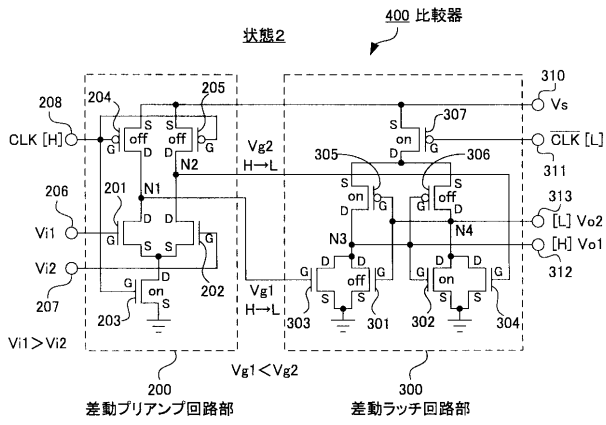 400 比較器
状態2
208
204
205
310
Vs
307
CLK [H]
G
S
off
D
S
off
D
G
S
on
D
G
CLK [L]
311
Vg2
H→L
305
306
206
201
N1
N2
S
on
D
G
G
S
off
D
313
[L] Vo2
Vi1
G
D
S
D
S
G
N3
N4
[H] Vo1
312
Vi2
207
202
G
D
on
S
203
Vg1
H→L
G
D
S
303
D
off
S
G
301
G
302
D
on
S
D
S
G
304
Vi1>Vi2
200
Vg1<Vg2
300
差動プリアンプ回路部
差動ラッチ回路部